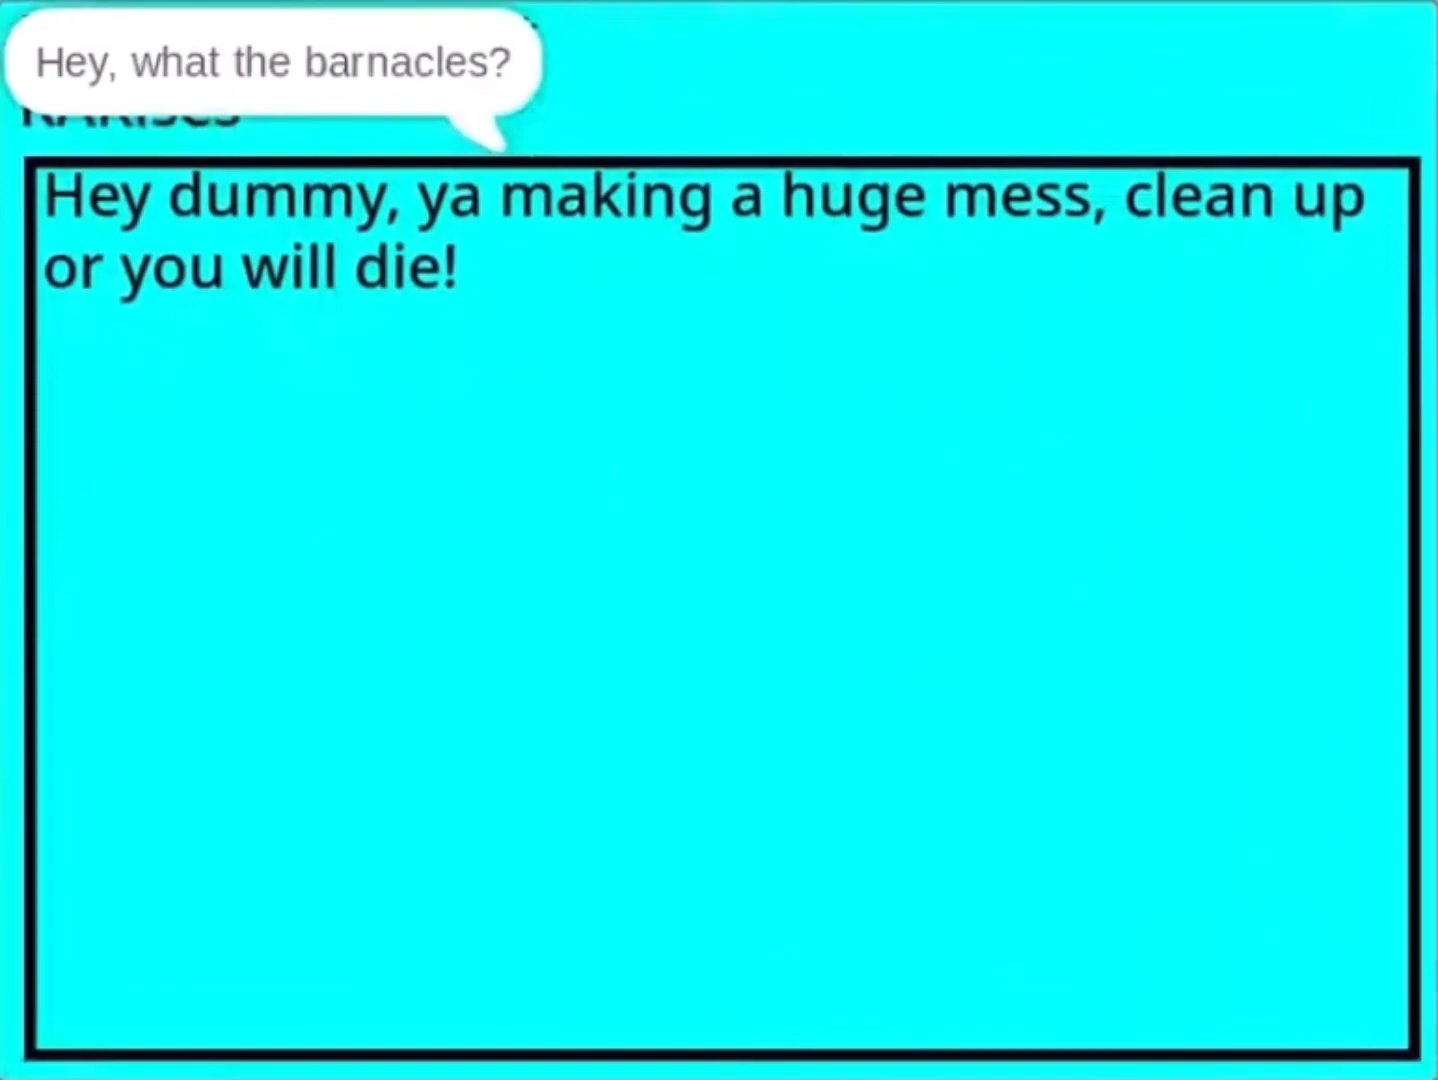 Hey, what the barnacles?
Hey dummy, ya making a huge mess, clean up
or you will die!